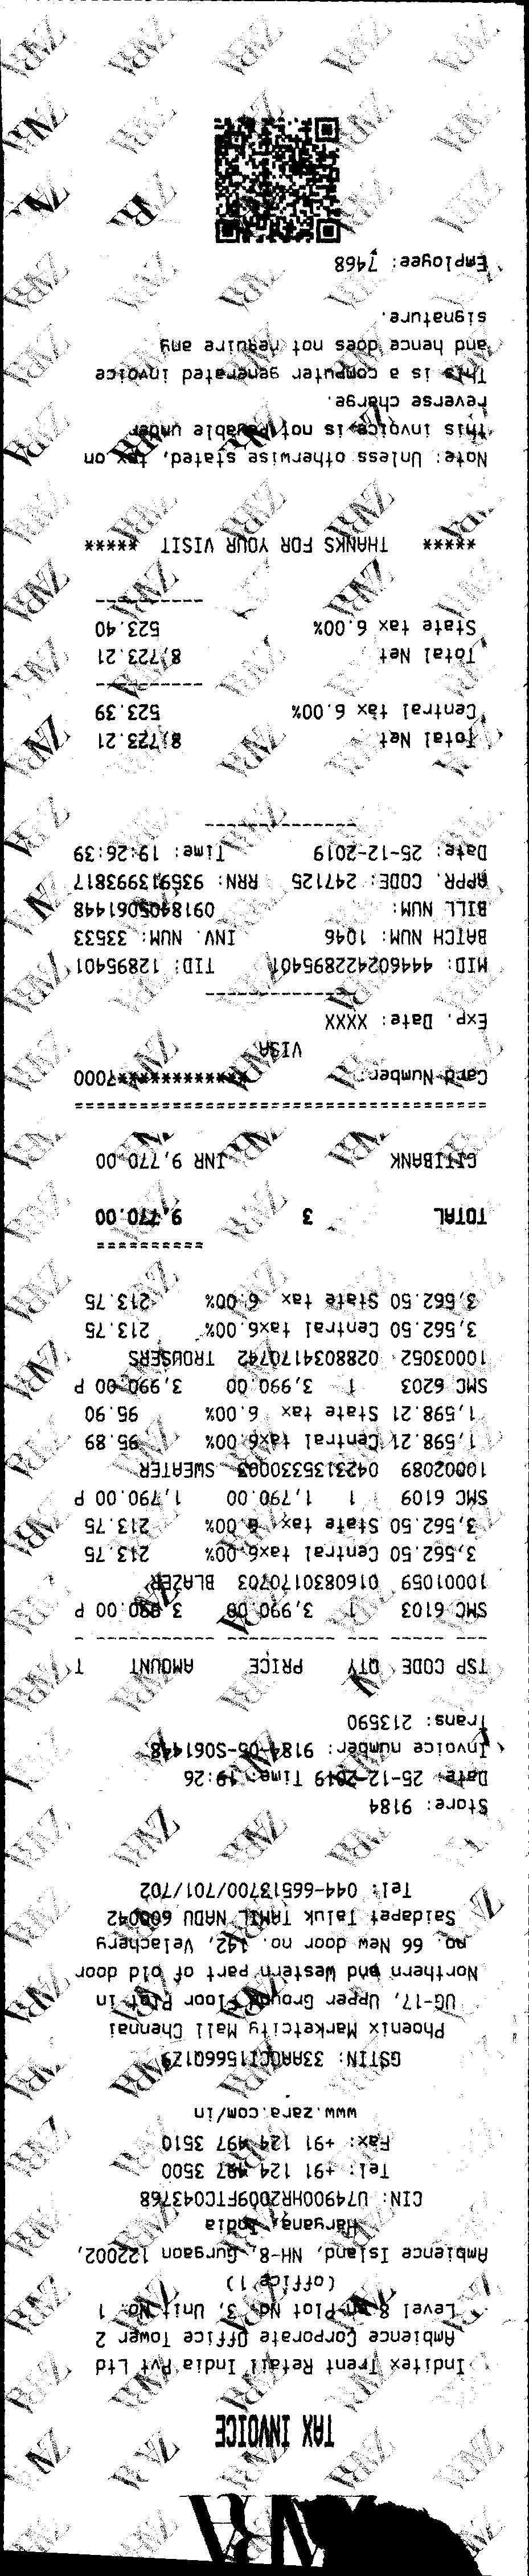 ZARA
TAX INVOICE
Inditex Trent Retail India Pvt Ltd
Ambience Corporate Office Tower 2
Level 8 Plot No. 3, Unit No. 1
(office 1)
Ambience Island, NH-8, Gurgaon 122002,
Haryana, India
CIN: U74900HR2009FTC043768
Tel: +91 124 497 3500
Fax: +91 124 497 3510
www.zara.com/in
GSTIN:
Phoenix Marketcity Mall Chennai
UG-17, Upper Ground Floor Plot in
Northern and Western part of old door
no. 66 New door no. 142, Velachery
Saidapet Taluk TAMIL NADU 600042
Tel: 044-66513700/701/702
Store: 9184
Date: 25-12-2019 Time: 19:26
Invoice number: 9184-05-S061448
Trans: 213590
TSP CODE QTY PRICE AMOUNT T
--- ---- --- ---------- --------- -
SMC 6103 1 3,990.00 3,990.00 P
10001059 0160830170703 BLAZER
3,562.50 Central tax6.00% 213.75
3,562.50 State tax 6.00% 213.75
SMC 6109 1 1,790.00 1,790.00 P
10002089 04231353330003 SWEATER
1,598.21 Central tax6.00% 95.89
1,598.21 State tax 6.00% 95.90
SMC 6203 1 3,990.00 3,990.00 P
10003052 0288034170742 TROUSERS
3,562.50 Central tax6.00% 213.75
3,562.50 State tax 6.00% 213.75
==========
TOTAL 3 9,770.00
CITIBANK INR 9,770.00
========================================
Card Number: **************7000
VISA
Exp. Date: XXXX
---------------
MID: 444602422895401 TID: 12895401
BATCH NUM: 1046 INV. NUM: 33533
BILL NUM: 0918405061448
APPR. CODE: 247125 RRN: 935913993817
Date: 25-12-2019 Time: 19:26:39
---------------
Total Net 8,723.21
Central tax 6.00% 523.39
----------
Total Net 8,723.21
State tax 6.00% 523.40
----------
***** THANKS FOR YOUR VISIT *****
Note: Unless otherwise stated, tax on
this invoice is not payable under
reverse charge.
This is a computer generated invoice
and hence does not require any
signature.
Employee: 7468